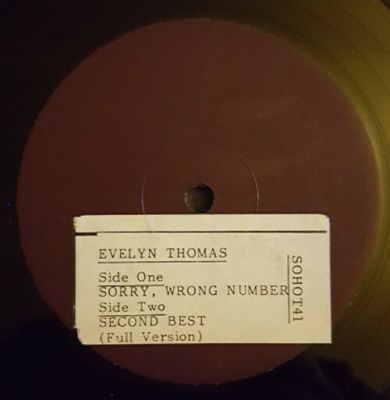 EVELYN THOMAS
Side One
SORRY, WRONG NUMBER
Side Two
SECOND BEST
(Full Version)
SOHOT41